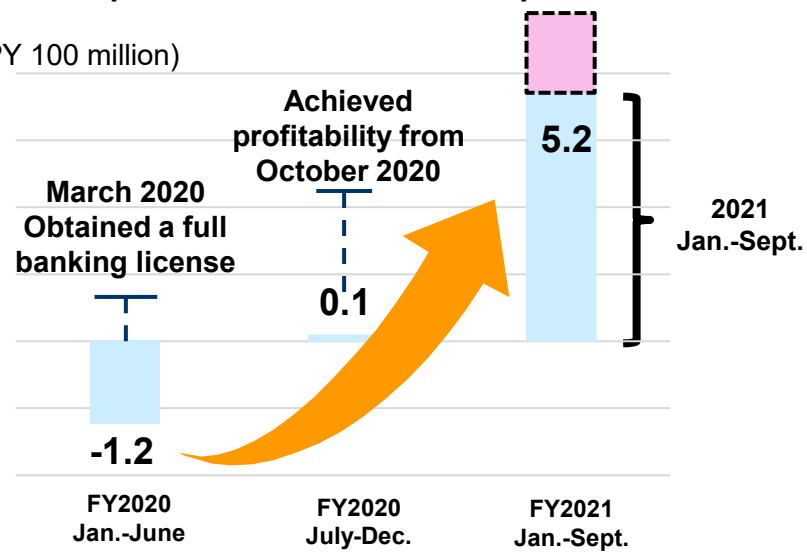 PY 100 million)
Achieved
profitability from
October 2020
5.2
March 2020
Obtained a full
banking license
2021
Jan.-Sept.
0.1
-1.2
FY2020
Jan.-June
FY2020
July-Dec.
FY2021
Jan.-Sept.